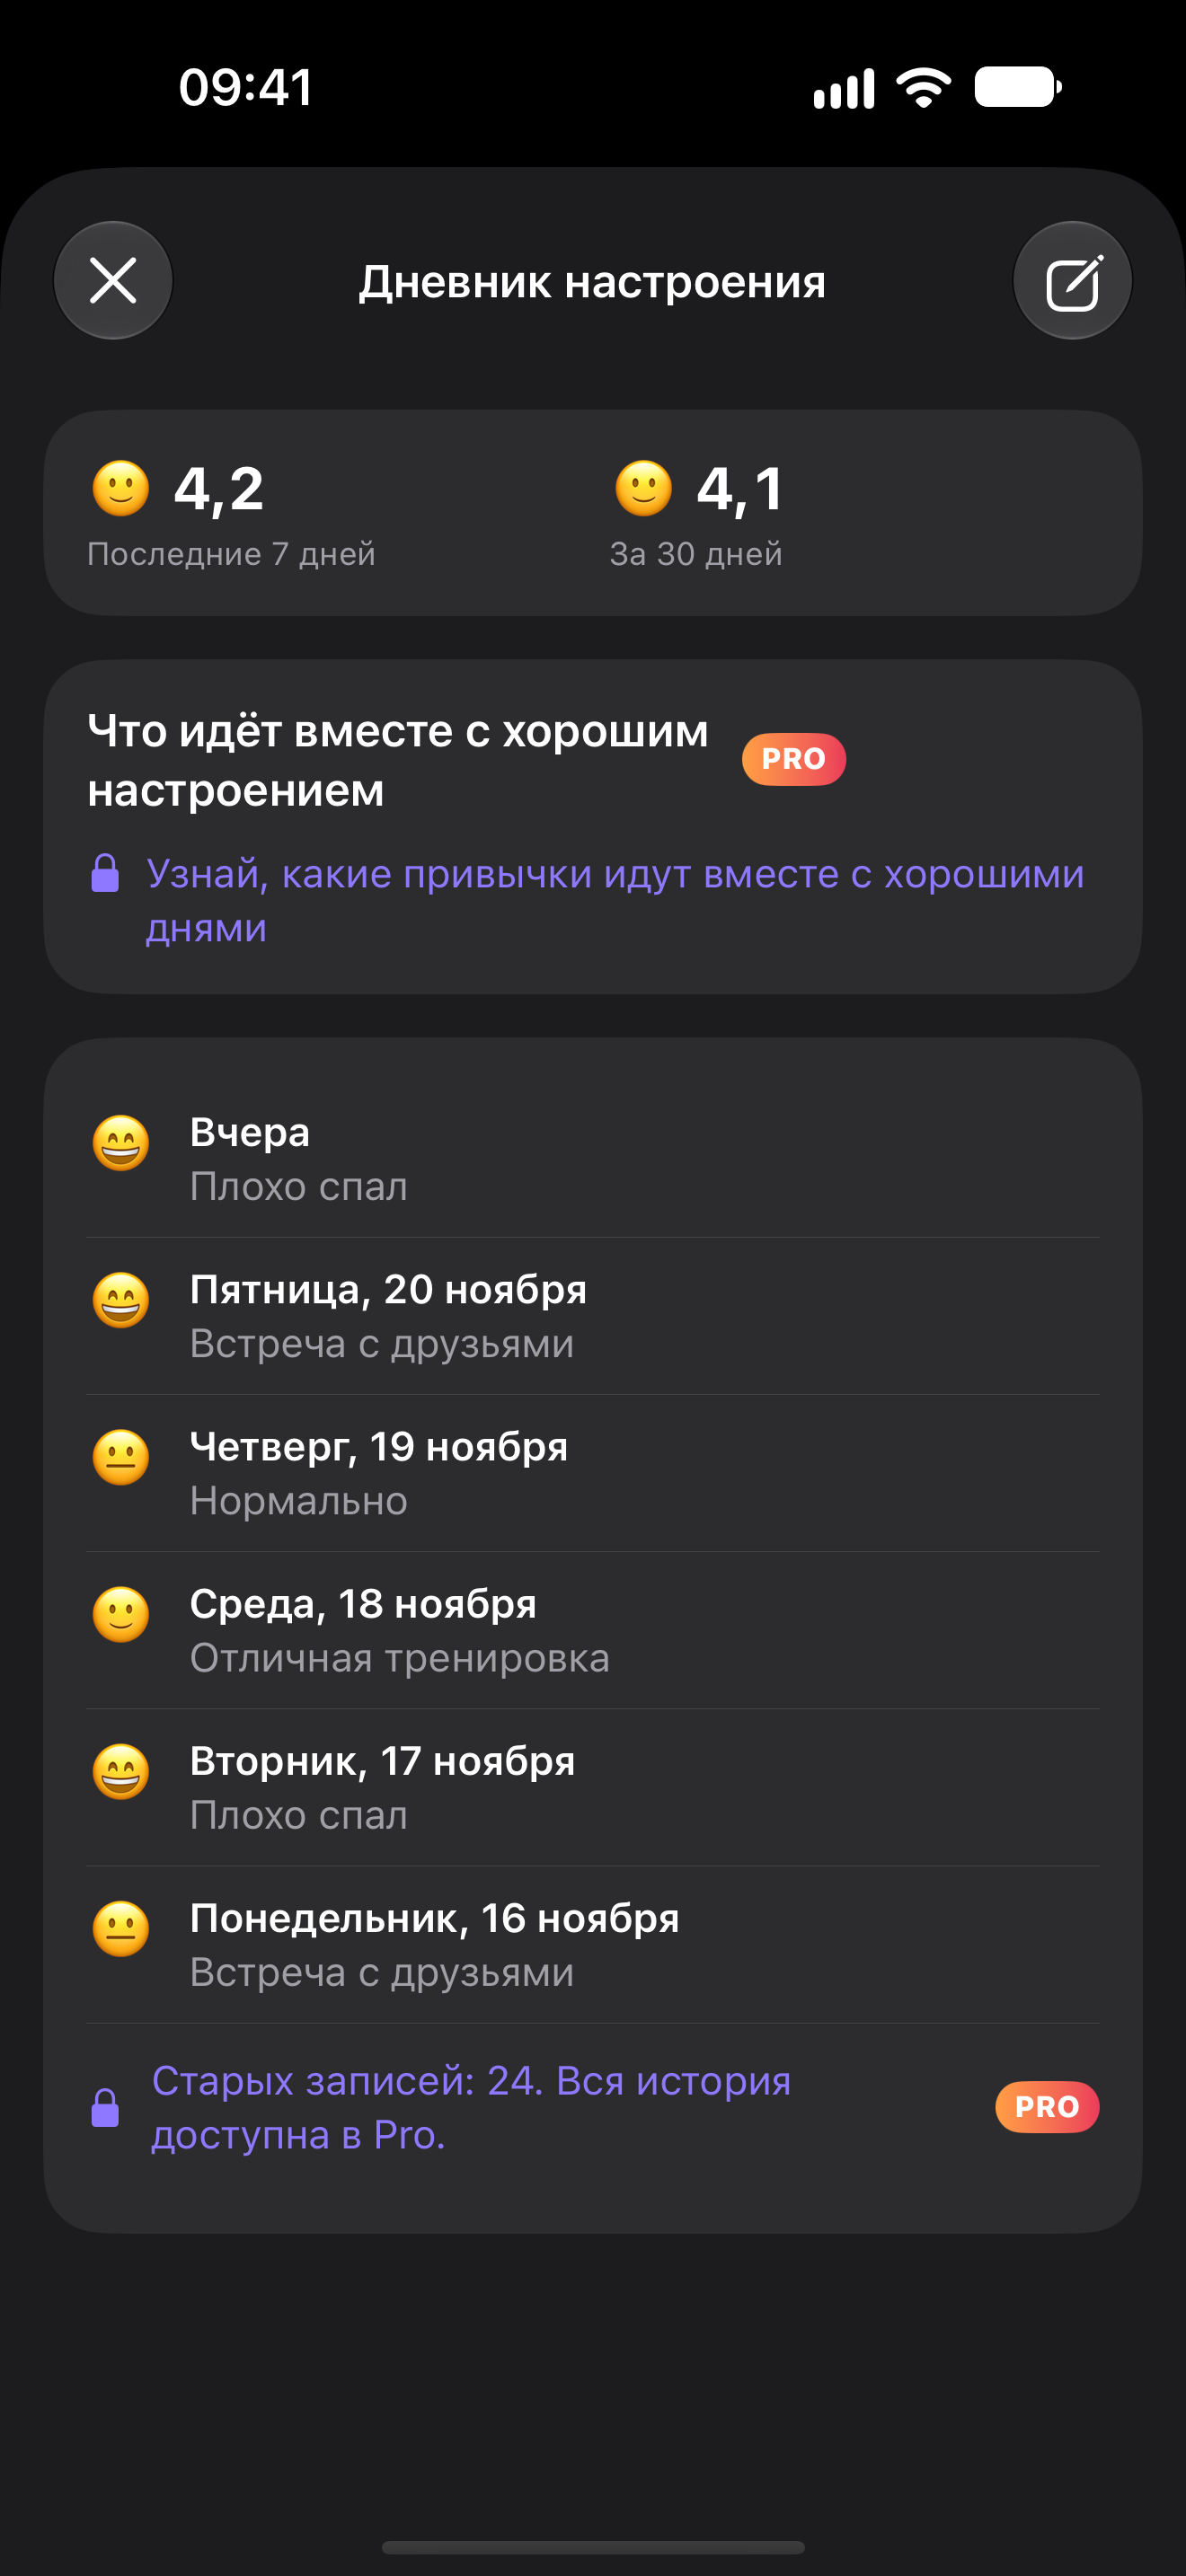 09:41
Дневник настроения
4,2
Последние 7 дней
4,1
За 30 дней
Что идёт вместе с хорошим
настроением
PRO
Узнай, какие привычки идут вместе с хорошими
днями
Вчера
Плохо спал
Пятница, 20 ноября
Встреча с друзьями
Четверг, 19 ноября
Нормально
Среда, 18 ноября
Отличная тренировка
Вторник, 17 ноября
Плохо спал
Понедельник, 16 ноября
Встреча с друзьями
Старых записей: 24. Вся история
доступна в Pro.
PRO